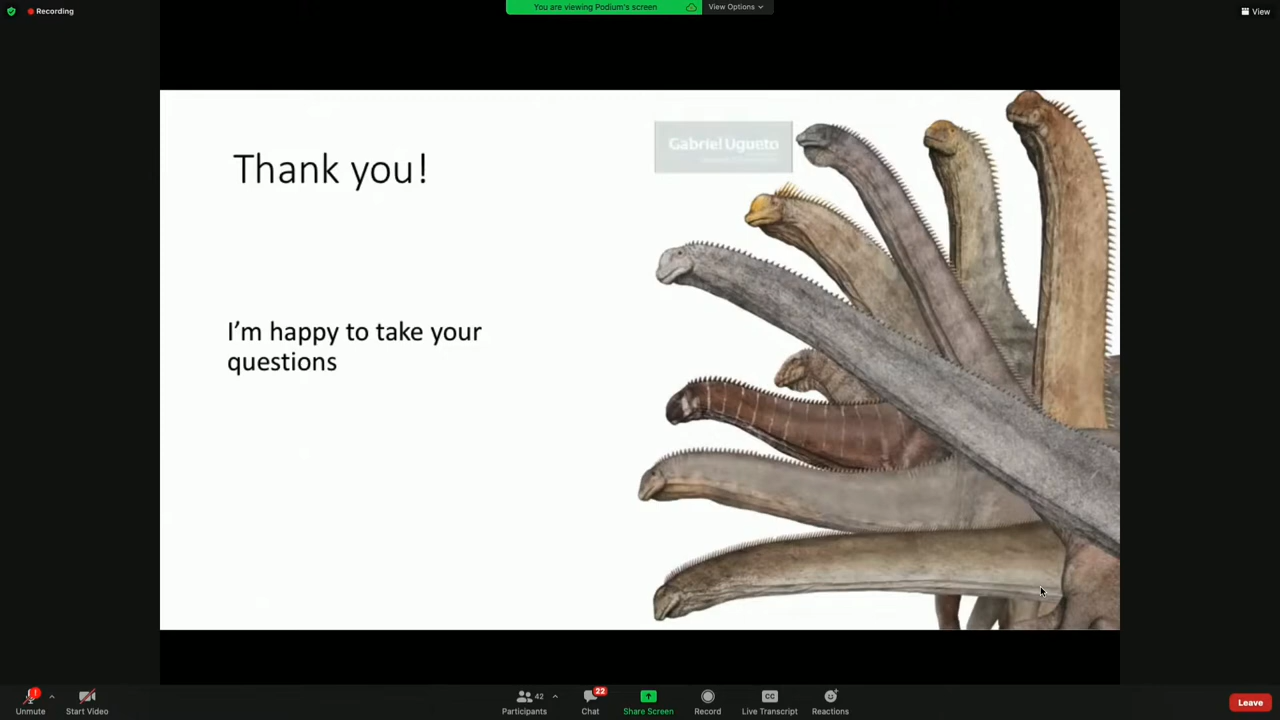 Recording
You are viewing Podium's screen
View Options
View
Gabriel Ugueto
Thank you!
I'm happy to take your
questions
Unmute
Start Video
42
Participants
22
Chat
Share Screen
Record
CC
Live Transcript
Reactions
Leave